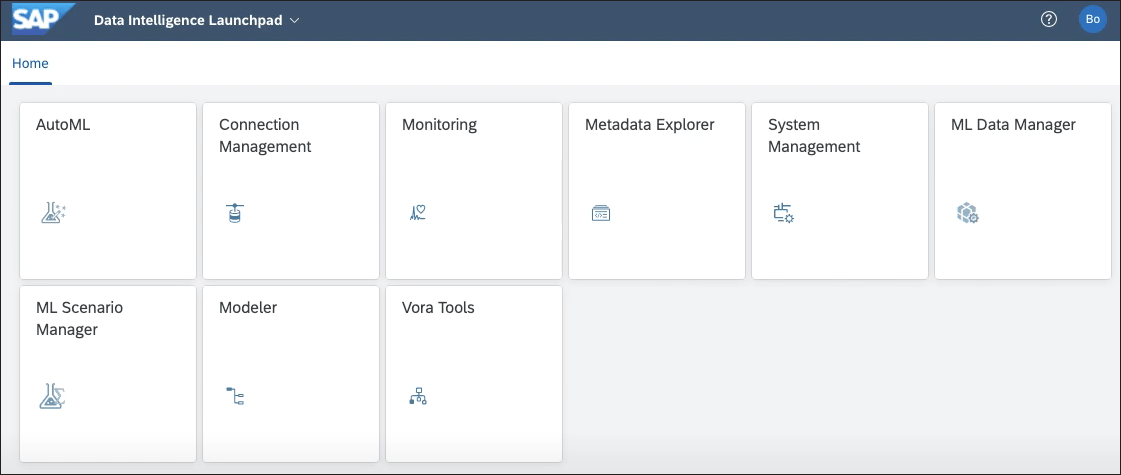 SAP
Data Intelligence Launchpad
Bo
Home
AutoML
Connection
Management
Monitoring
Metadata Explorer
System
Management
ML Data Manager
ML Scenario
Manager
Modeler
Vora Tools